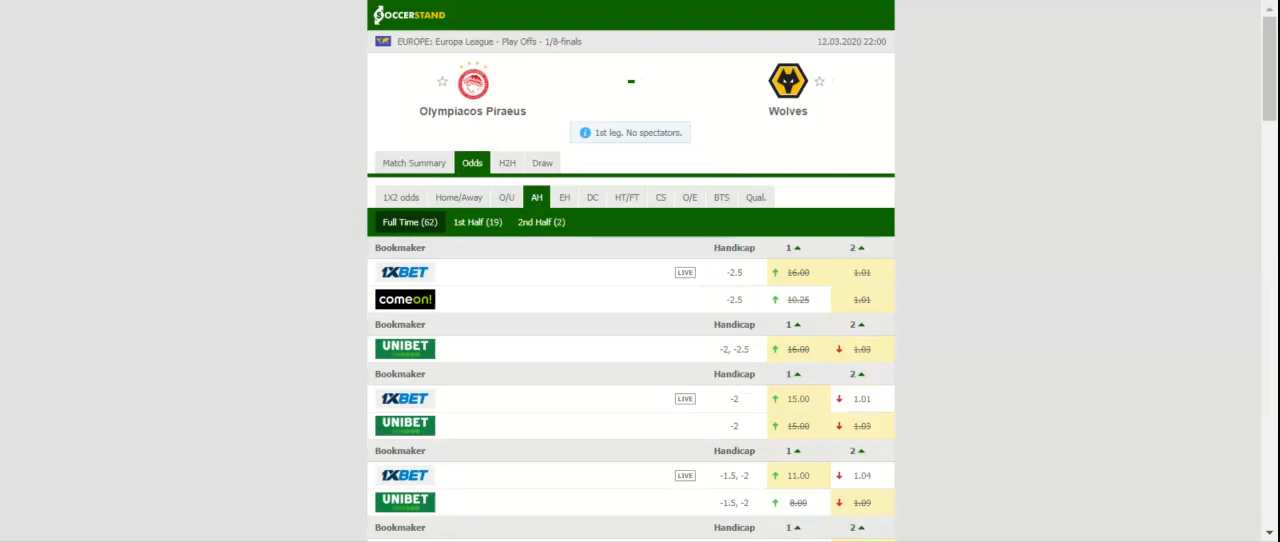 SOCCERSTAND
EUROPE: Europa League - Play Offs - 1/8-finals 12.03.2020 22:00
-
Olympiacos Piraeus Wolves
1st leg. No spectators.
Match Summary Odds H2H Draw
1X2 odds Home/Away O/U AH EH DC HT/FT CS O/E BTS Qual.
Full Time (62) 1st Half (19) 2nd Half (2)
Bookmaker Handicap 1 2
1XBET LIVE -2.5 16.00 1.01
comeon! -2.5 10.25 1.01
Bookmaker Handicap 1 2
UNIBET -2, -2.5 16.00 1.03
Bookmaker Handicap 1 2
1XBET LIVE -2 15.00 1.01
UNIBET -2 15.00 1.03
Bookmaker Handicap 1 2
1XBET LIVE -1.5, -2 11.00 1.04
UNIBET -1.5, -2 8.00 1.09
Bookmaker Handicap 1 2